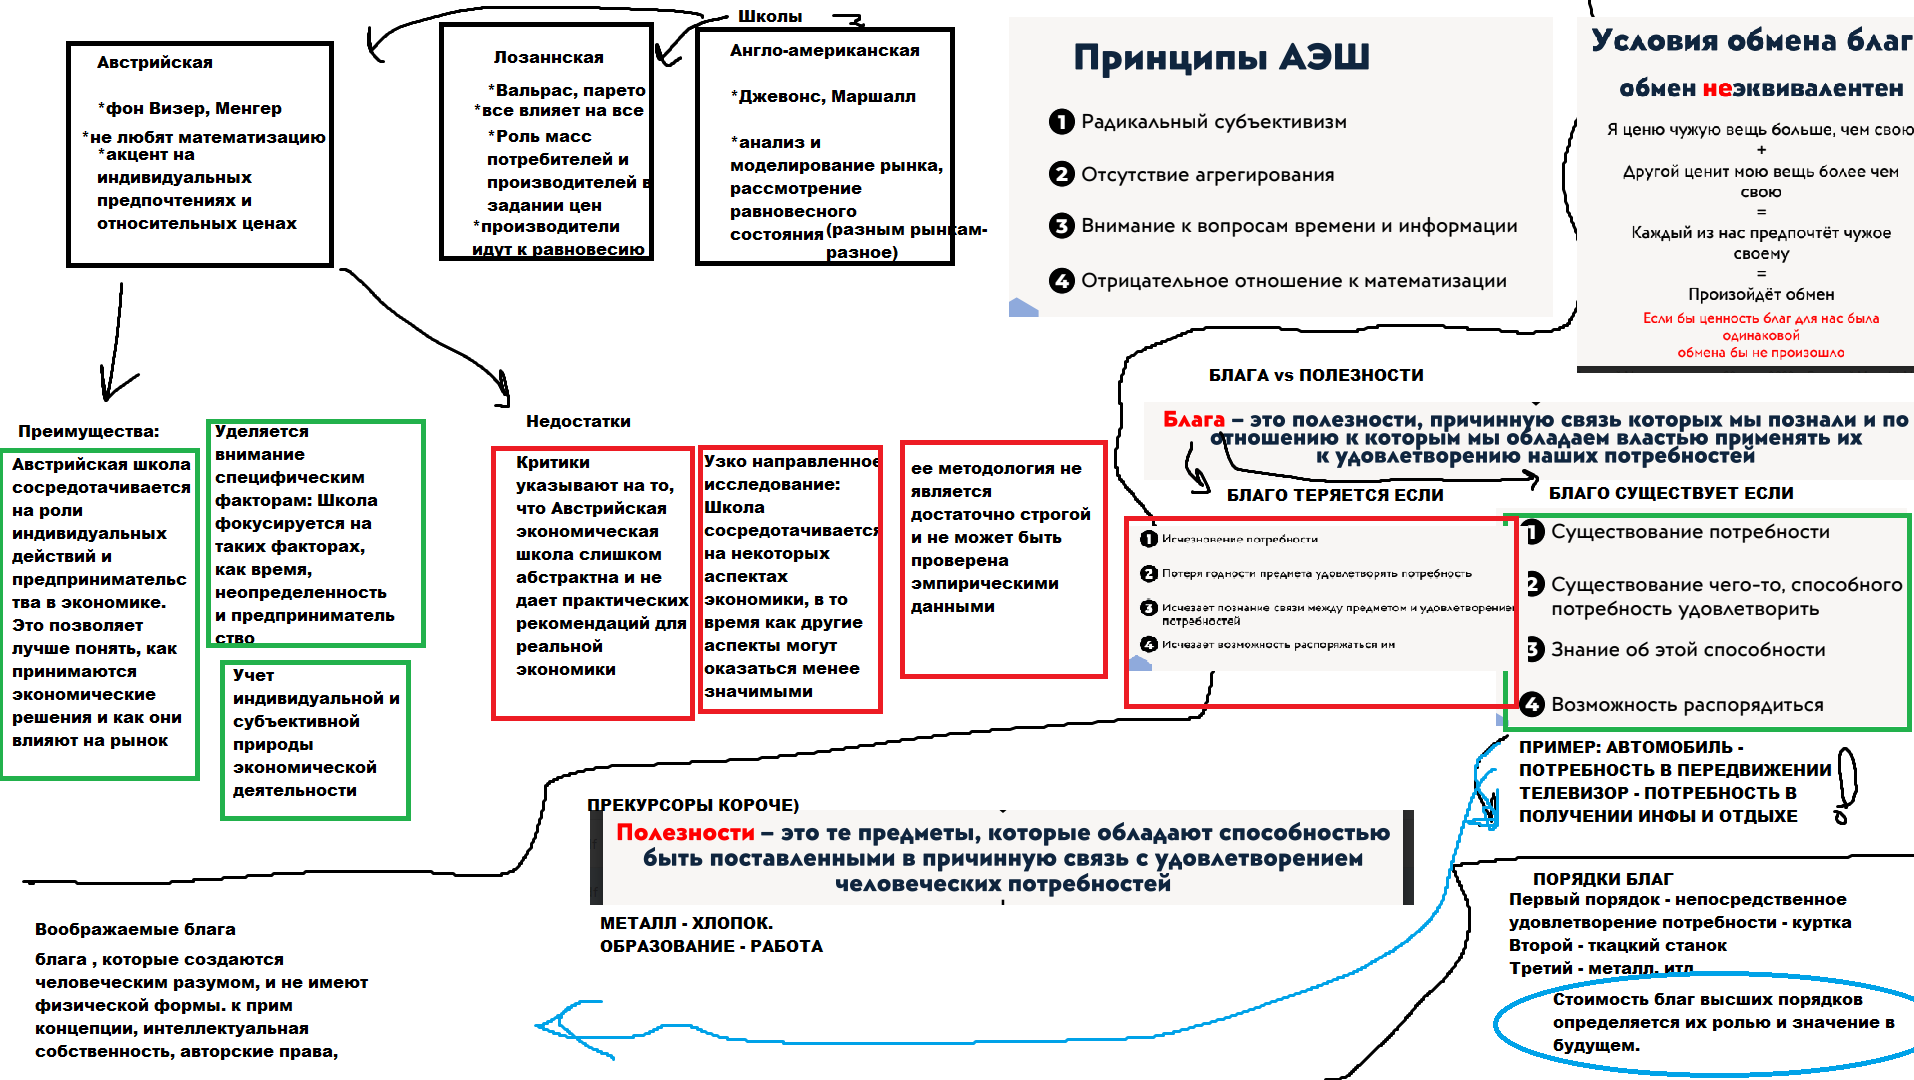 Школы
Австрийская
*фон Визер, Менгер
*не любят математизацию
*акцент на
индивидуальных
предпочтениях и
относительных ценах
Лозаннская
*Вальрас, парето
*все влияет на все
*Роль масс
потребителей и
производителей в
задании цен
*производители
идут к равновесию
Англо-американская
*Джевонс, Маршалл
*анализ и
моделирование рынка,
рассмотрение
равновесного
состояния (разным рынкам-
разное)
Принципы АЭШ
1 Радикальный субъективизм
2 Отсутствие агрегирования
3 Внимание к вопросам времени и информации
4 Отрицательное отношение к математизации
Условия обмена благ
обмен неэквивалентен
Я ценю чужую вещь больше, чем свою
+
Другой ценит мою вещь более чем
свою
=
Каждый из нас предпочтёт чужое
своему
=
Произойдёт обмен
Если бы ценность благ для нас была
одинаковой
обмена бы не произошло
Преимущества:
Австрийская школа
сосредотачивается
на роли
индивидуальных
действий и
предпринимательс
тва в экономике.
Это позволяет
лучше понять, как
принимаются
экономические
решения и как они
влияют на рынок
Уделяется
внимание
специфическим
факторам: Школа
фокусируется на
таких факторах,
как время,
неопределенность
и предприниматель
ство
Учет
индивидуальной и
субъективной
природы
экономической
деятельности
Недостатки
Критики
указывают на то,
что Австрийская
экономическая
школа слишком
абстрактна и не
дает практических
рекомендаций для
реальной
экономики
Узко направленное
исследование:
Школа
сосредотачивается
на некоторых
аспектах
экономики, в то
время как другие
аспекты могут
оказаться менее
значимыми
ее методология не
является
достаточно строгой
и не может быть
проверена
эмпирическими
данными
БЛАГА vs ПОЛЕЗНОСТИ
Блага – это полезности, причинную связь которых мы познали и по
отношению к которым мы обладаем властью применять их
к удовлетворению наших потребностей
БЛАГО ТЕРЯЕТСЯ ЕСЛИ
1 Исчезновение потребности
2 Потеря годности предмета удовлетворять потребность
3 Исчезает познание связи между предметом и удовлетворением
потребностей
4 Исчезает возможность распоряжаться им
БЛАГО СУЩЕСТВУЕТ ЕСЛИ
1 Существование потребности
2 Существование чего-то, способного
потребность удовлетворить
3 Знание об этой способности
4 Возможность распорядиться
ПРИМЕР: АВТОМОБИЛЬ -
ПОТРЕБНОСТЬ В ПЕРЕДВИЖЕНИИ
ТЕЛЕВИЗОР - ПОТРЕБНОСТЬ В
ПОЛУЧЕНИИ ИНФЫ И ОТДЫХЕ
ПРЕКУРСОРЫ КОРОЧЕ)
Полезности – это те предметы, которые обладают способностью
быть поставленными в причинную связь с удовлетворением
человеческих потребностей
МЕТАЛЛ - ХЛОПОК.
ОБРАЗОВАНИЕ - РАБОТА
Воображаемые блага
блага , которые создаются
человеческим разумом, и не имеют
физической формы. к прим
концепции, интеллектуальная
собственность, авторские права,
ПОРЯДКИ БЛАГ
Первый порядок - непосредственное
удовлетворение потребности - куртка
Второй - ткацкий станок
Третий - металл. итд
Стоимость благ высших порядков
определяется их ролью и значение в
будущем.